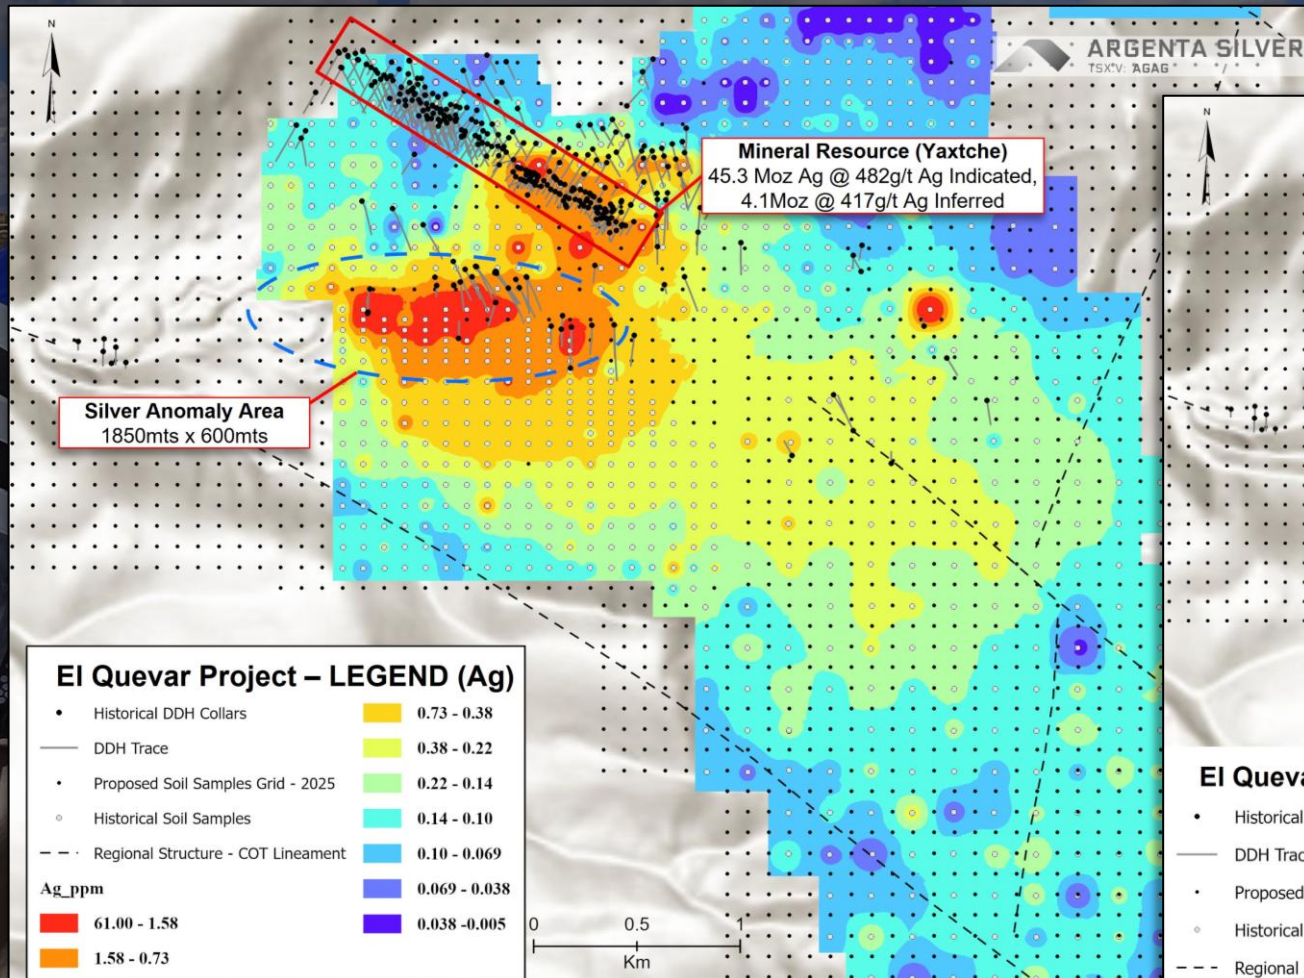 N
ARGENTA SILVER
TSX.V: AGAG
N
Mineral Resource (Yaxtche)
45.3 Moz Ag @ 482g/t Ag Indicated,
4.1Moz @ 417g/t Ag Inferred
Silver Anomaly Area
1850mts x 600mts
El Quevar Project – LEGEND (Ag)
Historical DDH Collars
DDH Trace
Proposed Soil Samples Grid - 2025
Historical Soil Samples
Regional Structure - COT Lineament
Ag_ppm
61.00 - 1.58
1.58 - 0.73
0.73 - 0.38
0.38 - 0.22
0.22 - 0.14
0.14 - 0.10
0.10 - 0.069
0.069 - 0.038
0.038 -0.005
0 0.5 1
Km
El Queva
Historical
DDH Trac
Proposed
Historical
Regional